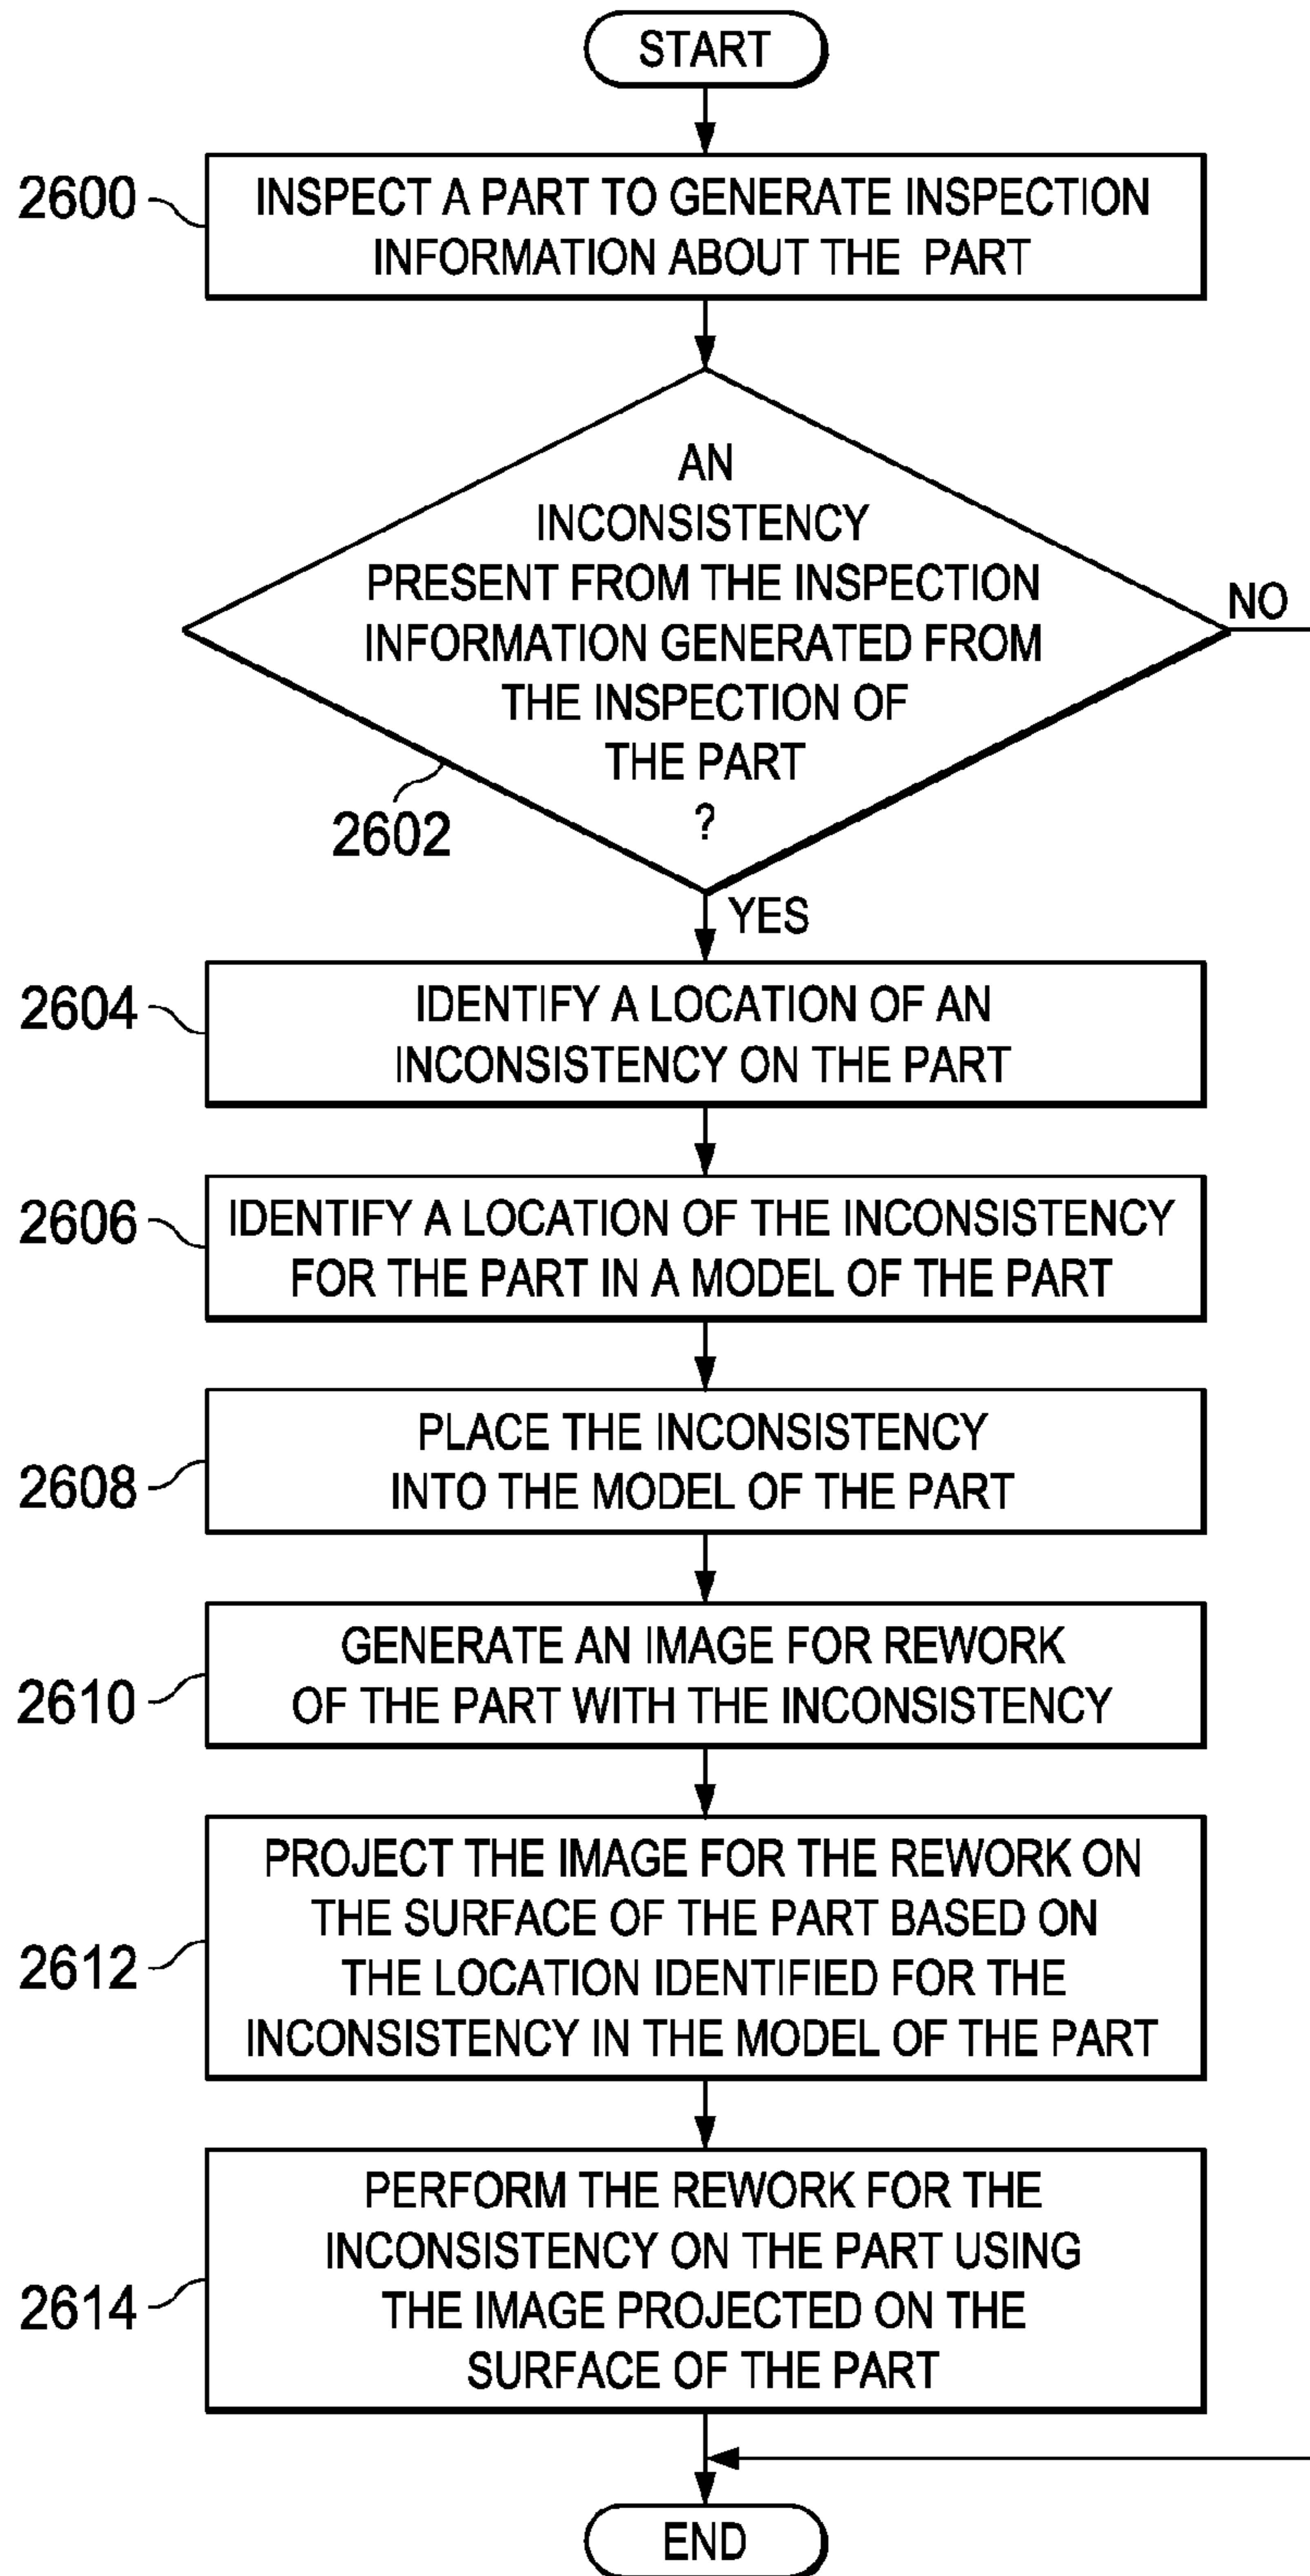 START
2600
INSPECT A PART TO GENERATE INSPECTION
INFORMATION ABOUT THE PART
AN
INCONSISTENCY
PRESENT FROM THE INSPECTION
INFORMATION GENERATED FROM
THE INSPECTION OF
THE PART
?
NO
2602
YES
2604
IDENTIFY A LOCATION OF AN
INCONSISTENCY ON THE PART
2606
IDENTIFY A LOCATION OF THE INCONSISTENCY
FOR THE PART IN A MODEL OF THE PART
2608
PLACE THE INCONSISTENCY
INTO THE MODEL OF THE PART
2610
GENERATE AN IMAGE FOR REWORK
OF THE PART WITH THE INCONSISTENCY
2612
PROJECT THE IMAGE FOR THE REWORK ON
THE SURFACE OF THE PART BASED ON
THE LOCATION IDENTIFIED FOR THE
INCONSISTENCY IN THE MODEL OF THE PART
2614
PERFORM THE REWORK FOR THE
INCONSISTENCY ON THE PART USING
THE IMAGE PROJECTED ON THE
SURFACE OF THE PART
END